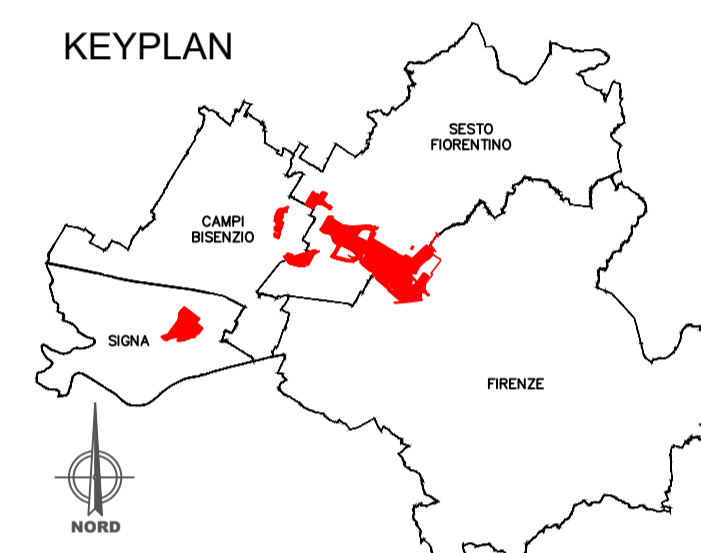 KEYPLAN
SESTO
FIORENTINO
CAMPI
BISENZIO
SIGNA
FIRENZE
NORD